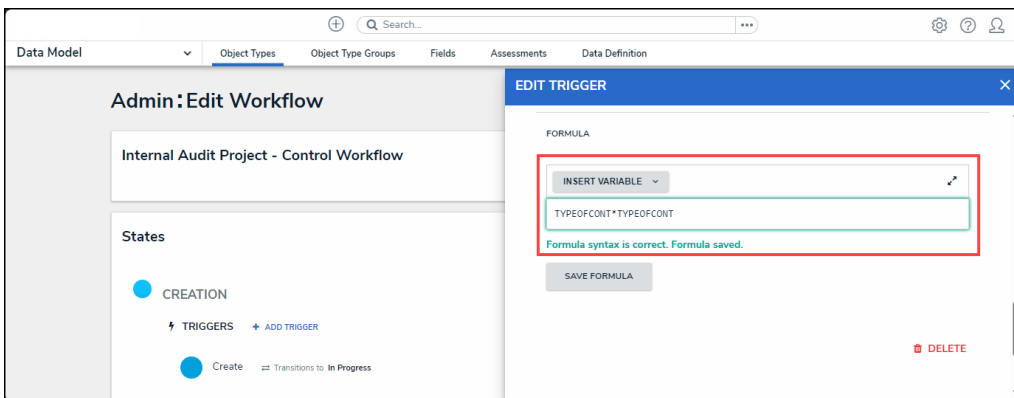 Search...
Data Model
Object Types
Object Type Groups
Fields
Assessments
Data Definition
Admin:Edit Workflow
Internal Audit Project - Control Workflow
States
CREATION
TRIGGERS + ADD TRIGGER
Create Transitions to In Progress
EDIT TRIGGER
FORMULA
INSERT VARIABLE
TYPEOFCONT*TYPEOFCONT
Formula syntax is correct. Formula saved.
SAVE FORMULA
DELETE